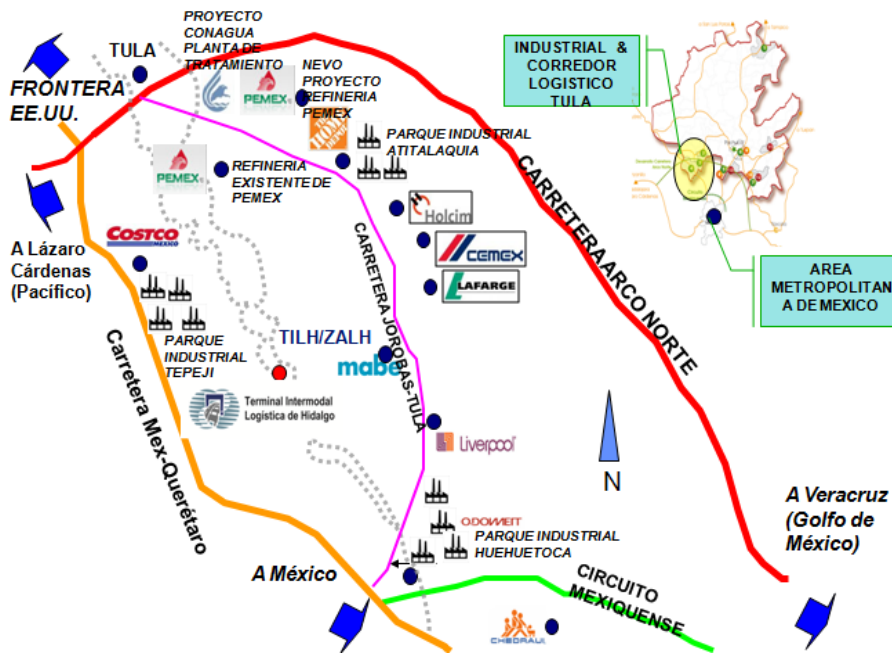 PROYECTO
CONAGUA
PLANTA DE
TRATAMIENTO
TULA
FRONTERA
EE.UU.
PEMEX
NEVO
PROYECTO
REFINERIA
PEMEX
INDUSTRIAL &
CORREDOR
LOGISTICO
TULA
PARQUE INDUSTRIAL
ATITALAQUIA
PEMEX
REFINERIA
EXISTENTE DE
PEMEX
Holcim
CEMEX
LAFARGE
CARRETERA ARCO NORTE
CARRETERA JOROBAS-TULA
AREA
METROPOLITAN
A DE MEXICO
A Lázaro
Cárdenas
(Pacífico)
COSTCO
MEXICO
PARQUE
INDUSTRIAL
TEPEJI
TILH/ZALH
mabe
Terminal Intermodal
Logística de Hidalgo
Carretera Mex-Querétaro
Liverpool
N
A Veracruz
(Golfo de
México)
PARQUE INDUSTRIAL
HUEHUETOCA
A México
CIRCUITO
MEXIQUENSE
CHEDRAUI